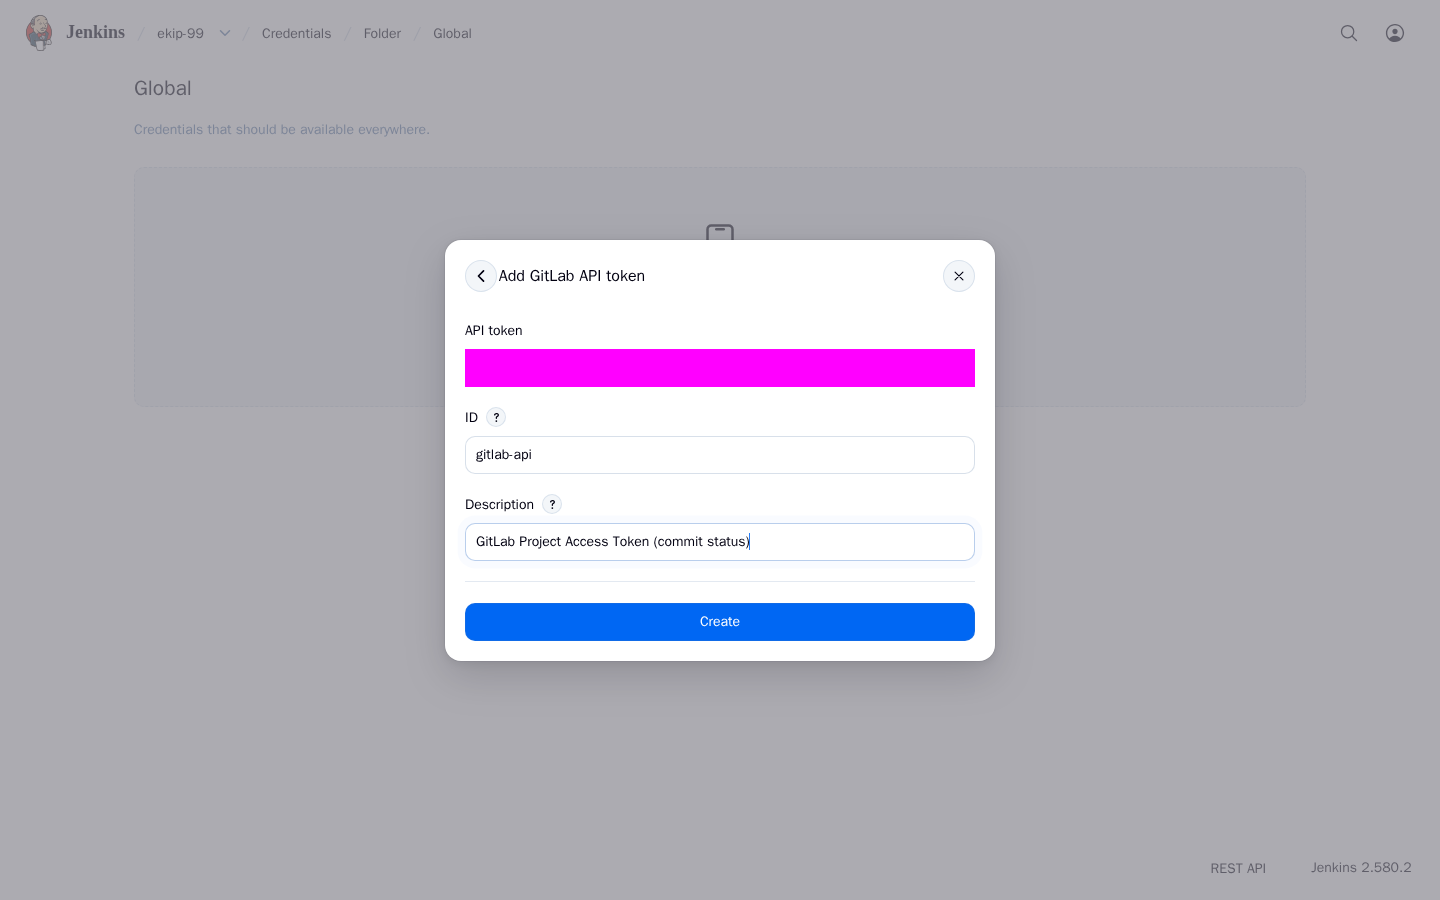 Jenkins / ekip-99 / Credentials / Folder / Global
Global
Credentials that should be available everywhere.
Add GitLab API token
API token
ID ?
gitlab-api
Description ?
GitLab Project Access Token (commit status)
Create
REST API Jenkins 2.580.2